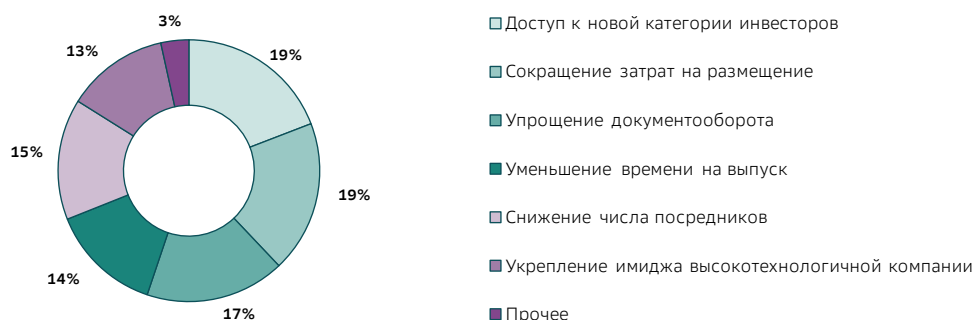 3%
13%
19%
15%
19%
14%
17%
Доступ к новой категории инвесторов
Сокращение затрат на размещение
Упрощение документооборота
Уменьшение времени на выпуск
Снижение числа посредников
Укрепление имиджа высокотехнологичной компании
Прочее